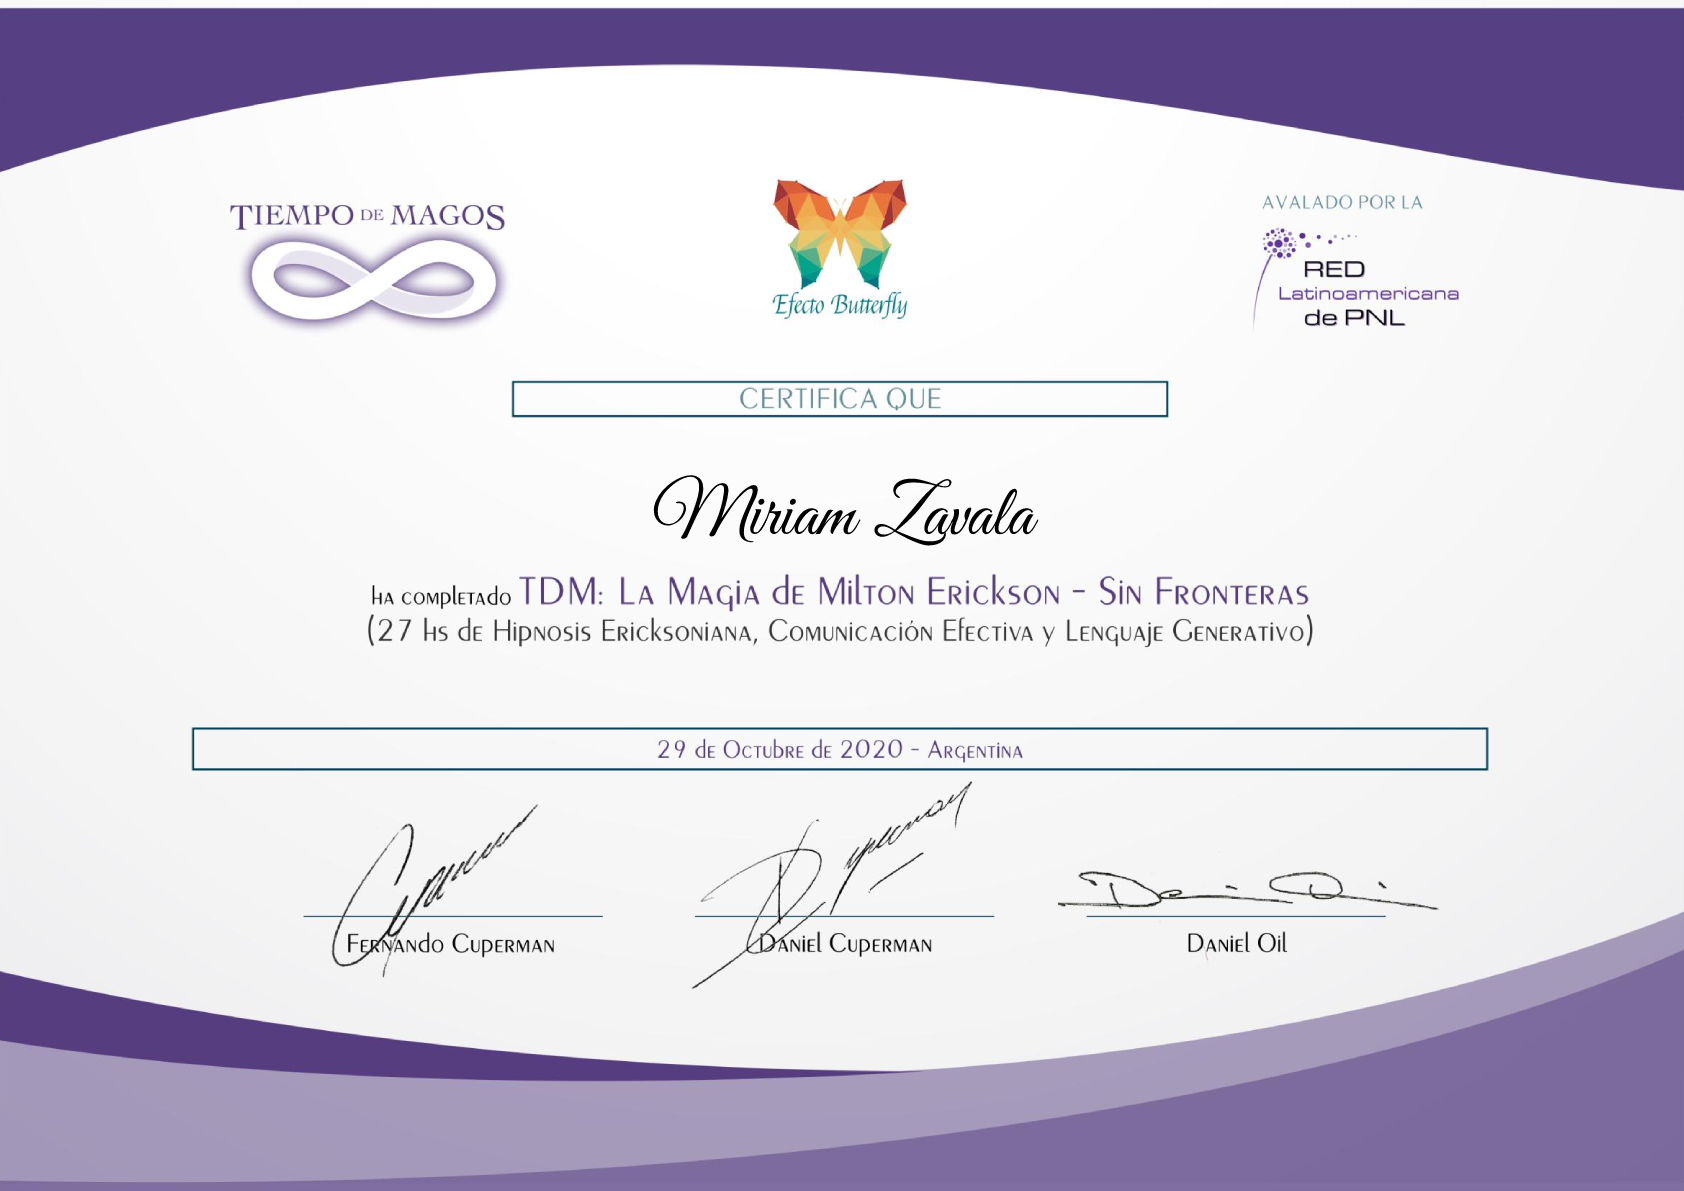 TIEMPO DE MAGOS
Efecto Butterfly
AVALADO POR LA
RED
Latinoamericana
de PNL
CERTIFICA QUE
Miriam Zavala
ha completado TDM: La Magia de Milton Erickson - Sin Fronteras
(27 hs de Hipnosis Ericksoniana, Comunicación Efectiva y Lenguaje Generativo)
29 de Octubre de 2020 - Argentina
Fernando Cuperman
Daniel Cuperman
Daniel Oil